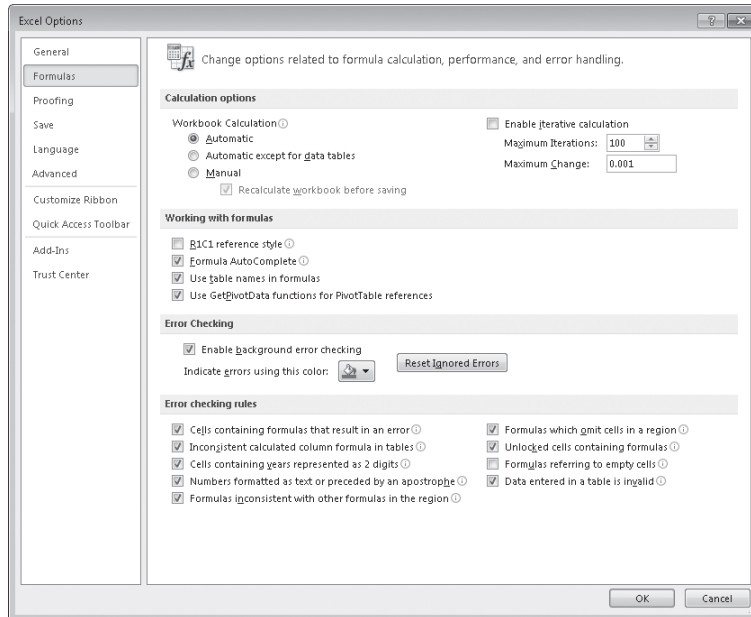 Excel Options
General
Formulas
Proofing
Save
Language
Advanced
Customize Ribbon
Quick Access Toolbar
Add-Ins
Trust Center
Change options related to formula calculation, performance, and error handling.
Calculation options
Workbook Calculation
Automatic
Automatic except for data tables
Manual
Recalculate workbook before saving
Enable iterative calculation
Maximum Iterations: 100
Maximum Change: 0.001
Working with formulas
R1C1 reference style
Formula AutoComplete
Use table names in formulas
Use GetPivotData functions for PivotTable references
Error Checking
Enable background error checking
Indicate errors using this color:
Reset Ignored Errors
Error checking rules
Cells containing formulas that result in an error
Inconsistent calculated column formula in tables
Cells containing years represented as 2 digits
Numbers formatted as text or preceded by an apostrophe
Formulas inconsistent with other formulas in the region
Formulas which omit cells in a region
Unlocked cells containing formulas
Formulas referring to empty cells
Data entered in a table is invalid
OK
Cancel